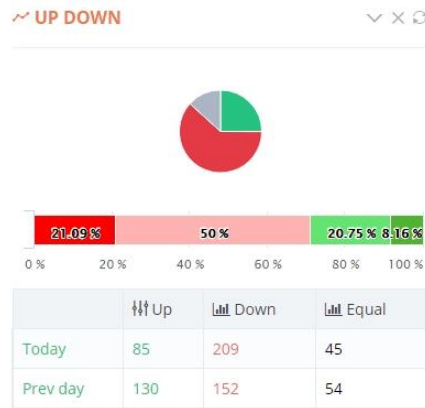 UP DOWN
21.09 % 50 % 20.75 % 8.16 %
0 % 20 % 40 % 60 % 80 % 100 %
Up Down Equal
Today 85 209 45
Prev day 130 152 54